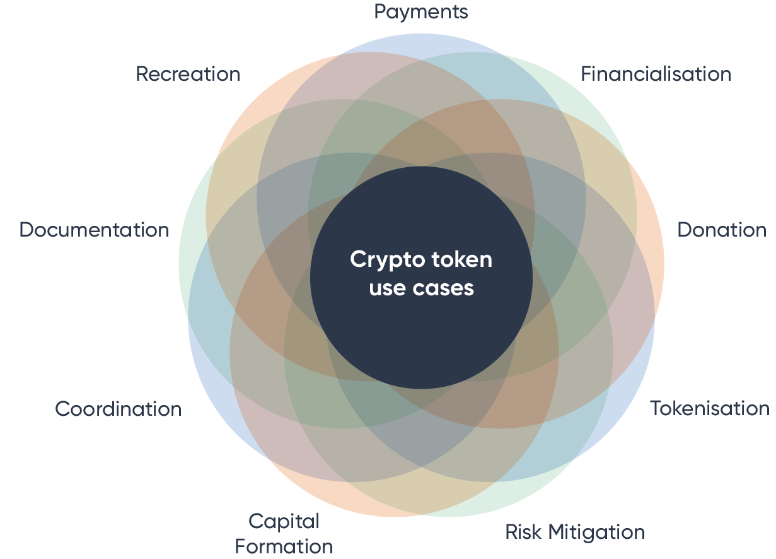 Payments
Recreation
Financialisation
Documentation
Donation
Crypto token
use cases
Coordination
Tokenisation
Capital
Formation
Risk Mitigation